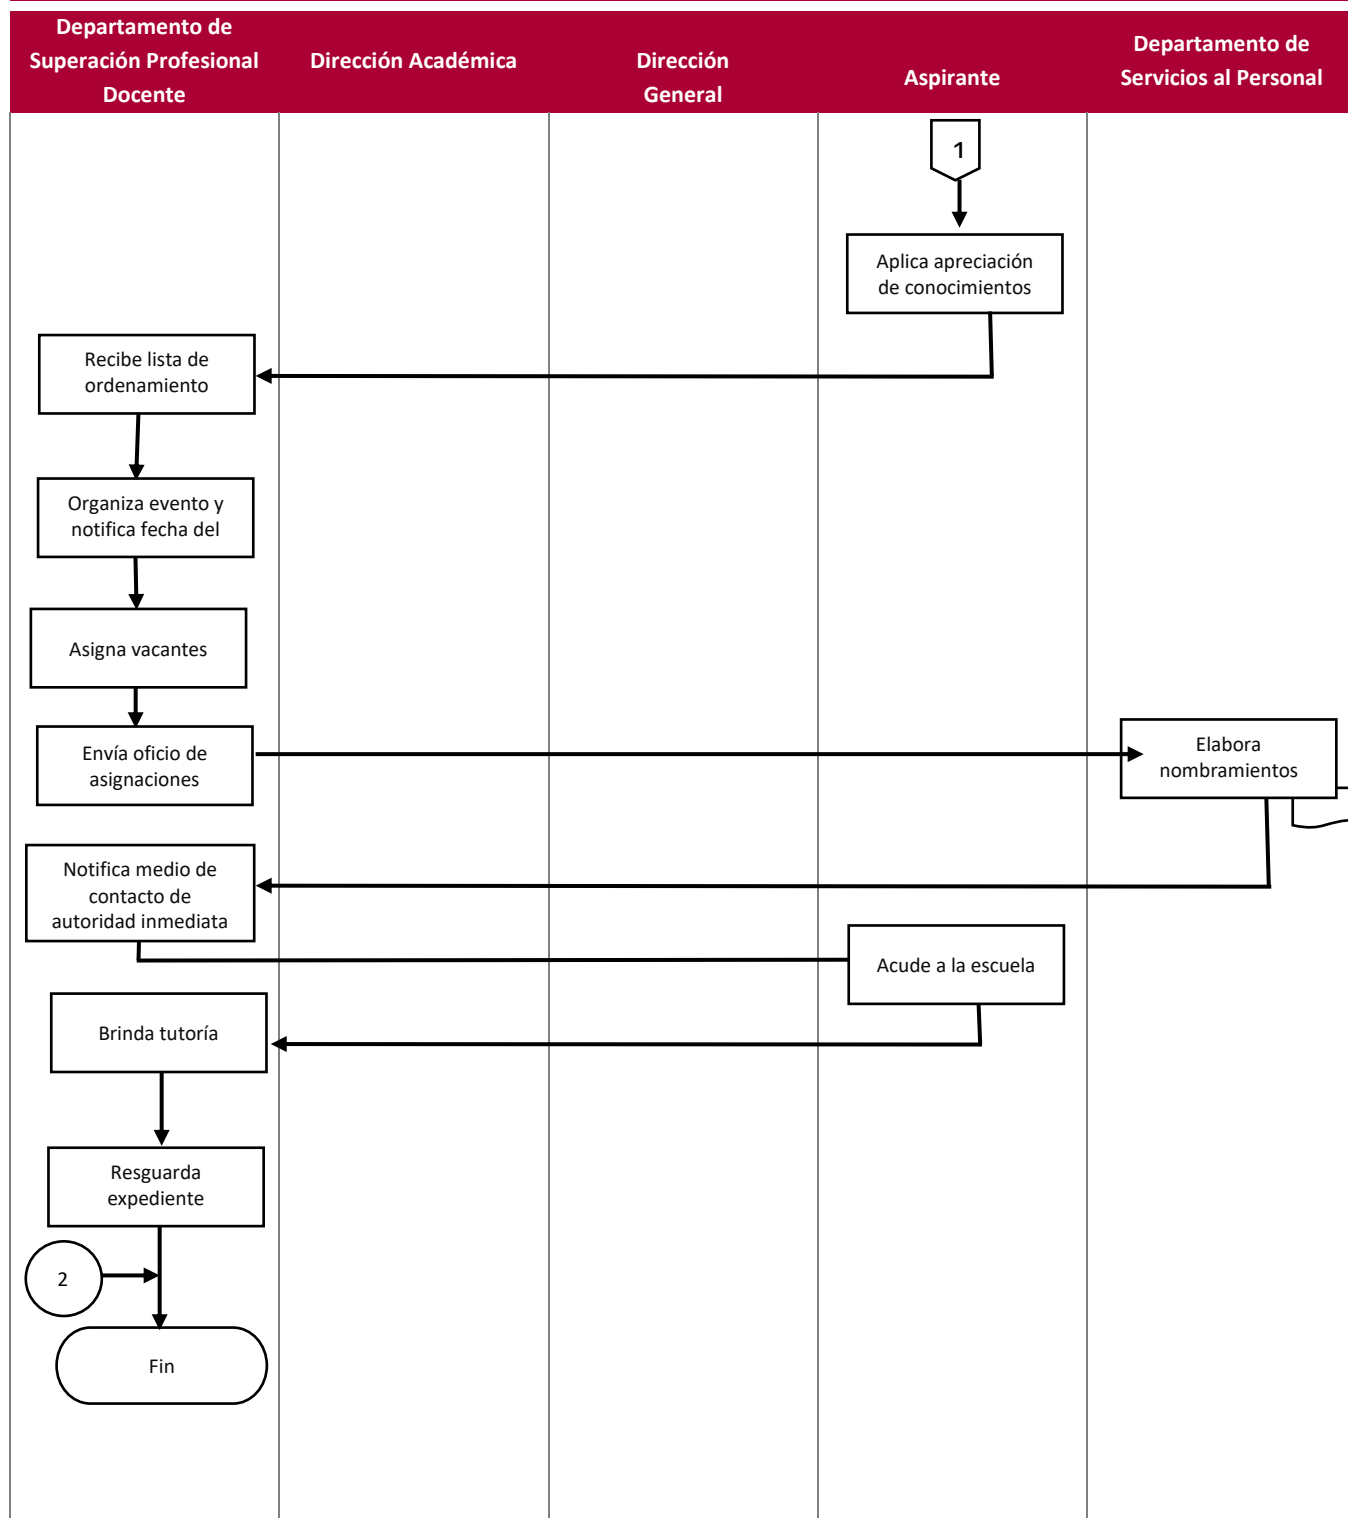 Departamento de
Superación Profesional
Docente
Dirección Académica
Dirección
General
Aspirante
Departamento de
Servicios al Personal
1
Aplica apreciación
de conocimientos
Recibe lista de
ordenamiento
Organiza evento y
notifica fecha del
Asigna vacantes
Envía oficio de
asignaciones
Elabora
nombramientos
Notifica medio de
contacto de
autoridad inmediata
Acude a la escuela
Brinda tutoría
Resguarda
expediente
2
Fin